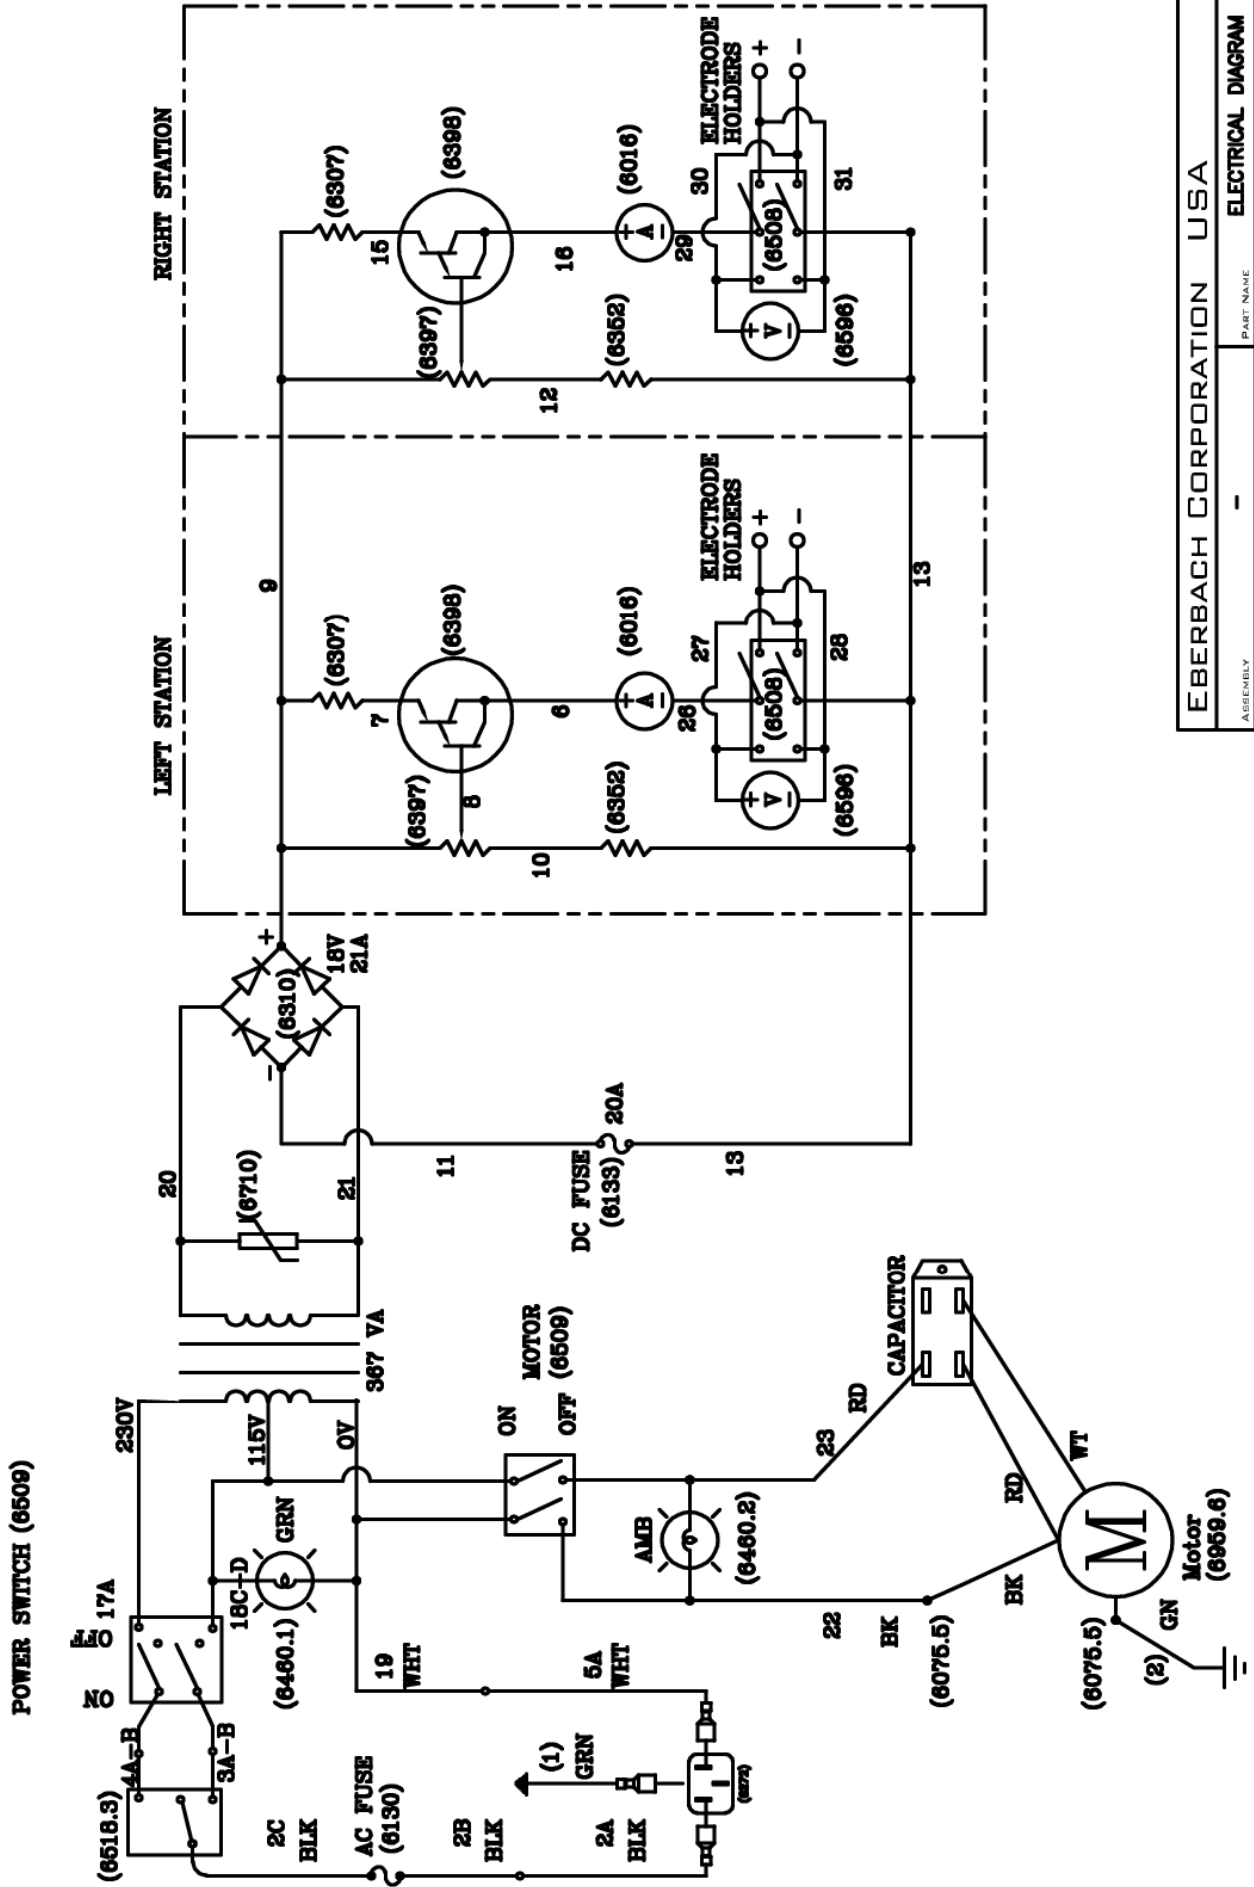 POWER SWITCH (6509)
ON
OFF
17A
(6518.3)
4A-B
3A-B
2C
BLK
AC FUSE
(6130)
2B
BLK
2A
BLK
(1)
GRN
19
WHT
5A
WHT
18C-D
GRN
(6460.1)
230V
115V
0V
367 VA
MOTOR
(6509)
ON
OFF
AMB
(6460.2)
22
BK
(6075.5)
BK
23
RD
CAPACITOR
RD
WT
M
Motor
(6959.6)
(6075.5)
GN
(2)
20
21
(6710)
(6310)
+
-
18V
21A
11
DC FUSE
(6133)
20A
13
LEFT STATION
9
(6307)
7
(6398)
(6397)
8
6
10
(6352)
(6016)
+ A -
26
27
28
(6508)
+ V -
(6596)
ELECTRODE
HOLDERS
+
-
13
RIGHT STATION
(6307)
15
(6398)
(6397)
16
12
(6352)
(6016)
+ A -
29
30
31
(6508)
+ V -
(6596)
ELECTRODE
HOLDERS
+
-
EBERBACH CORPORATION USA
ASSEMBLY
-
PART NAME
ELECTRICAL DIAGRAM